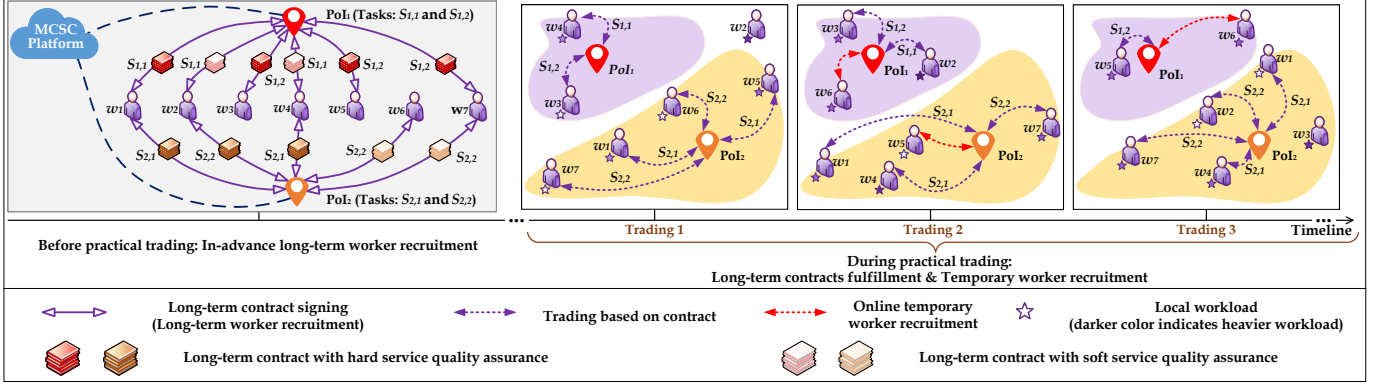 MCSC
Platform
PoI₁ (Tasks: S1,1 and S1,2)
S1,1
S1,1
S1,2
S1,1
S1,2
S1,2
w1
w2
w3
w4
w5
w6
w7
S2,1
S2,2
S2,1
S2,2
S2,2
PoI₂ (Tasks: S2,1 and S2,2)
Before practical trading: In-advance long-term worker recruitment
w4
S1,1
w2
S1,2
PoI₁
w5
w3
S2,2
w6
w1
S2,1
PoI₂
w7
S2,2
w3
S1,2
S1,1
PoI₁
w2
w6
S2,2
w7
S2,1
w5
w1
PoI₂
w4
S2,1
S1,2
w6
w5
PoI₁
w1
S2,2
S2,1
w2
w3
S2,2
PoI₂
w7
w4
S2,1
...
...
Trading 1
Trading 2
Trading 3
Timeline
During practical trading:
Long-term contracts fulfillment & Temporary worker recruitment
Long-term contract signing
(Long-term worker recruitment)
Trading based on contract
Online temporary
worker recruitment
Local workload
(darker color indicates heavier workload)
Long-term contract with hard service quality assurance
Long-term contract with soft service quality assurance